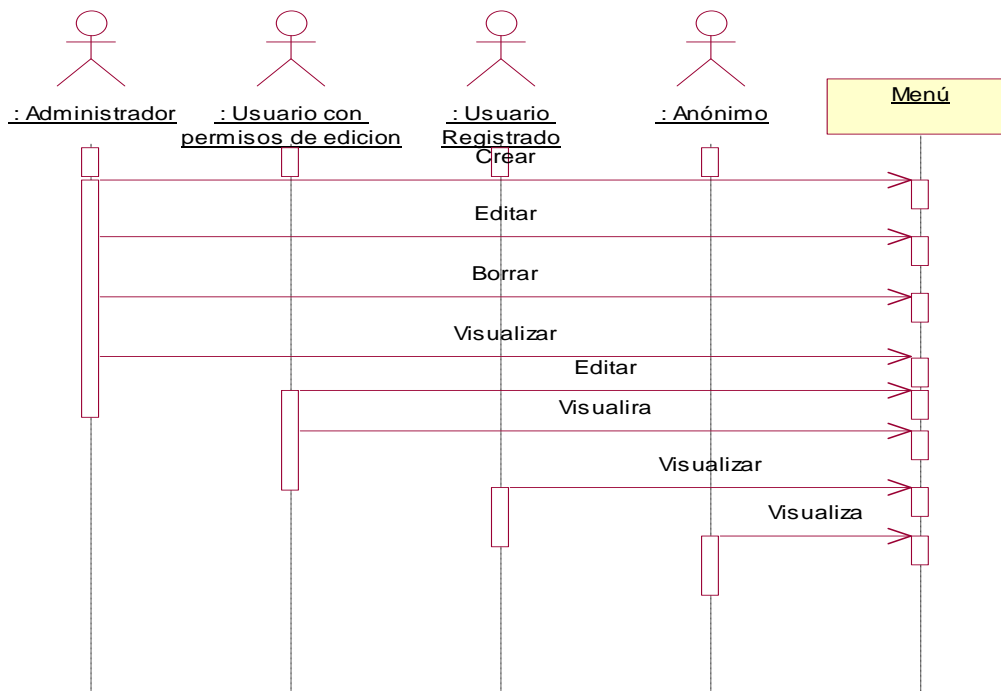 : Administrador
: Usuario con
permisos de edicion
: Usuario
Registrado
: Anónimo
Menú
Crear
Editar
Borrar
Visualizar
Editar
Visualira
Visualizar
Visualiza